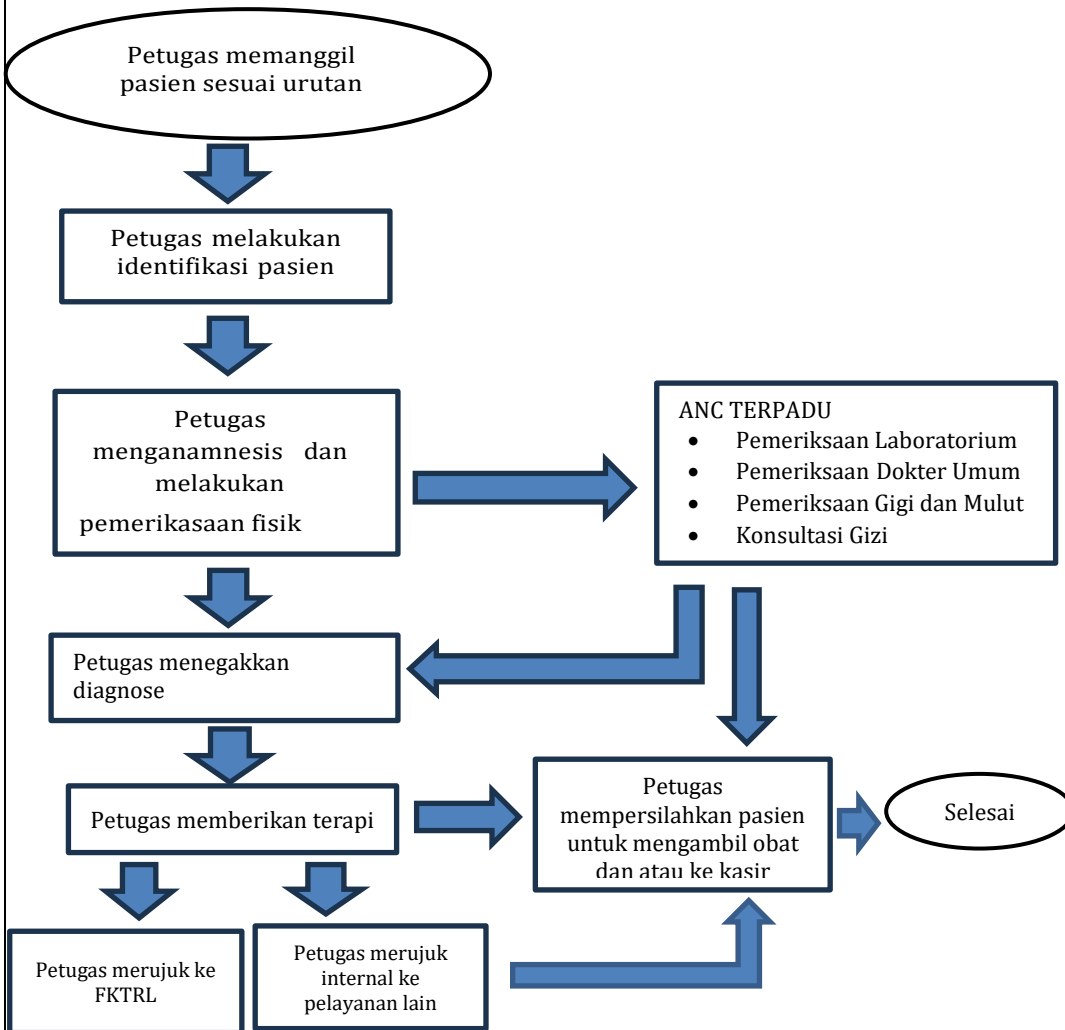 Petugas memanggil
pasien sesuai urutan
Petugas melakukan
identifikasi pasien
Petugas
menganamnesis dan
melakukan
pemerikasaan fisik
ANC TERPADU
• Pemeriksaan Laboratorium
• Pemeriksaan Dokter Umum
• Pemeriksaan Gigi dan Mulut
• Konsultasi Gizi
Petugas menegakkan
diagnose
Petugas memberikan terapi
Petugas
mempersilahkan pasien
untuk mengambil obat
dan atau ke kasir
Selesai
Petugas merujuk ke
FKTRL
Petugas merujuk
internal ke
pelayanan lain